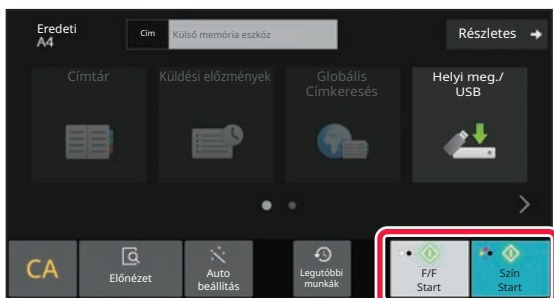 Eredeti
A4
Cím
Külső memória eszköz
Részletes
Címtár
Küldési előzmények
Globális
Címkeresés
Helyi meg./
USB
CA
Előnézet
Auto
beállítás
Legutóbbi
munkák
F/F
Start
Szín
Start